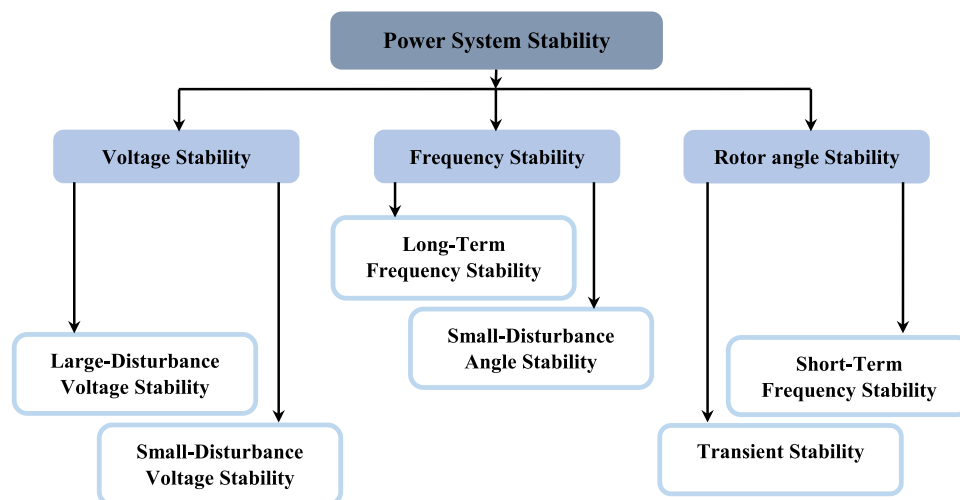 Power System Stability
Voltage Stability
Frequency Stability
Rotor angle Stability
Long-Term
Frequency Stability
Small-Disturbance
Angle Stability
Large-Disturbance
Voltage Stability
Short-Term
Frequency Stability
Small-Disturbance
Voltage Stability
Transient Stability